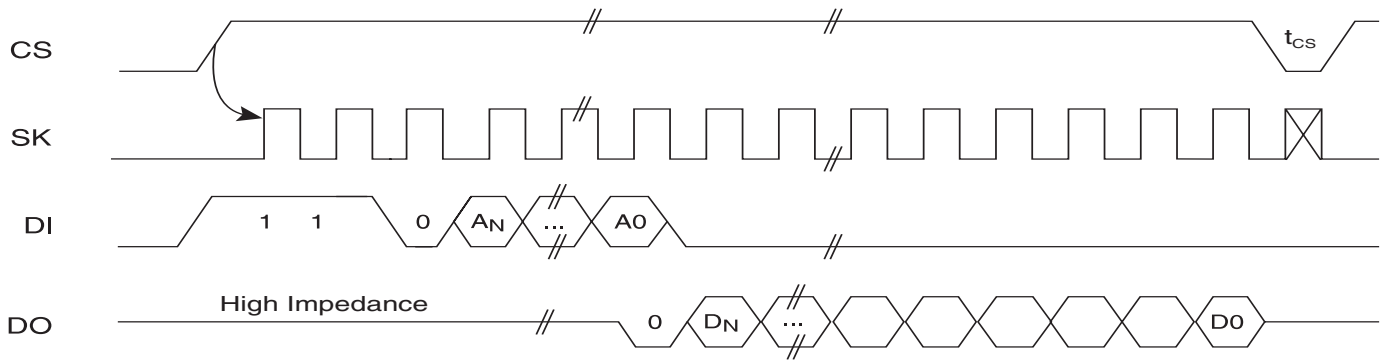 CS
tCS
SK
DI
1 1 0 AN ... A0
High Impedance
DO
0 DN ... D0